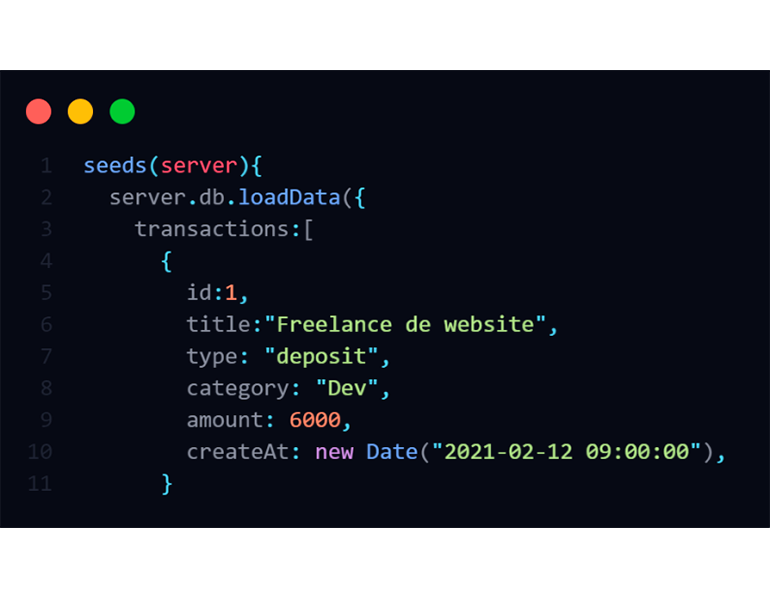 1 seeds(server){
2 server.db.loadData({
3 transactions:[
4 {
5 id:1,
6 title:"Freelance de website",
7 type: "deposit",
8 category: "Dev",
9 amount: 6000,
10 createAt: new Date("2021-02-12 09:00:00"),
11 }